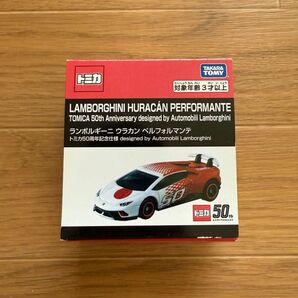 トミカ
TAKARA
TOMY
対象年齢3才以上
LAMBORGHINI HURACÁN PERFORMANTE
TOMICA 50th Anniversary designed by Automobili Lamborghini
ランボルギーニ ウラカン ペルフォルマンテ
トミカ50周年記念仕様 designed by Automobili Lamborghini
50
トミカ
50th
ANNIVERSARY